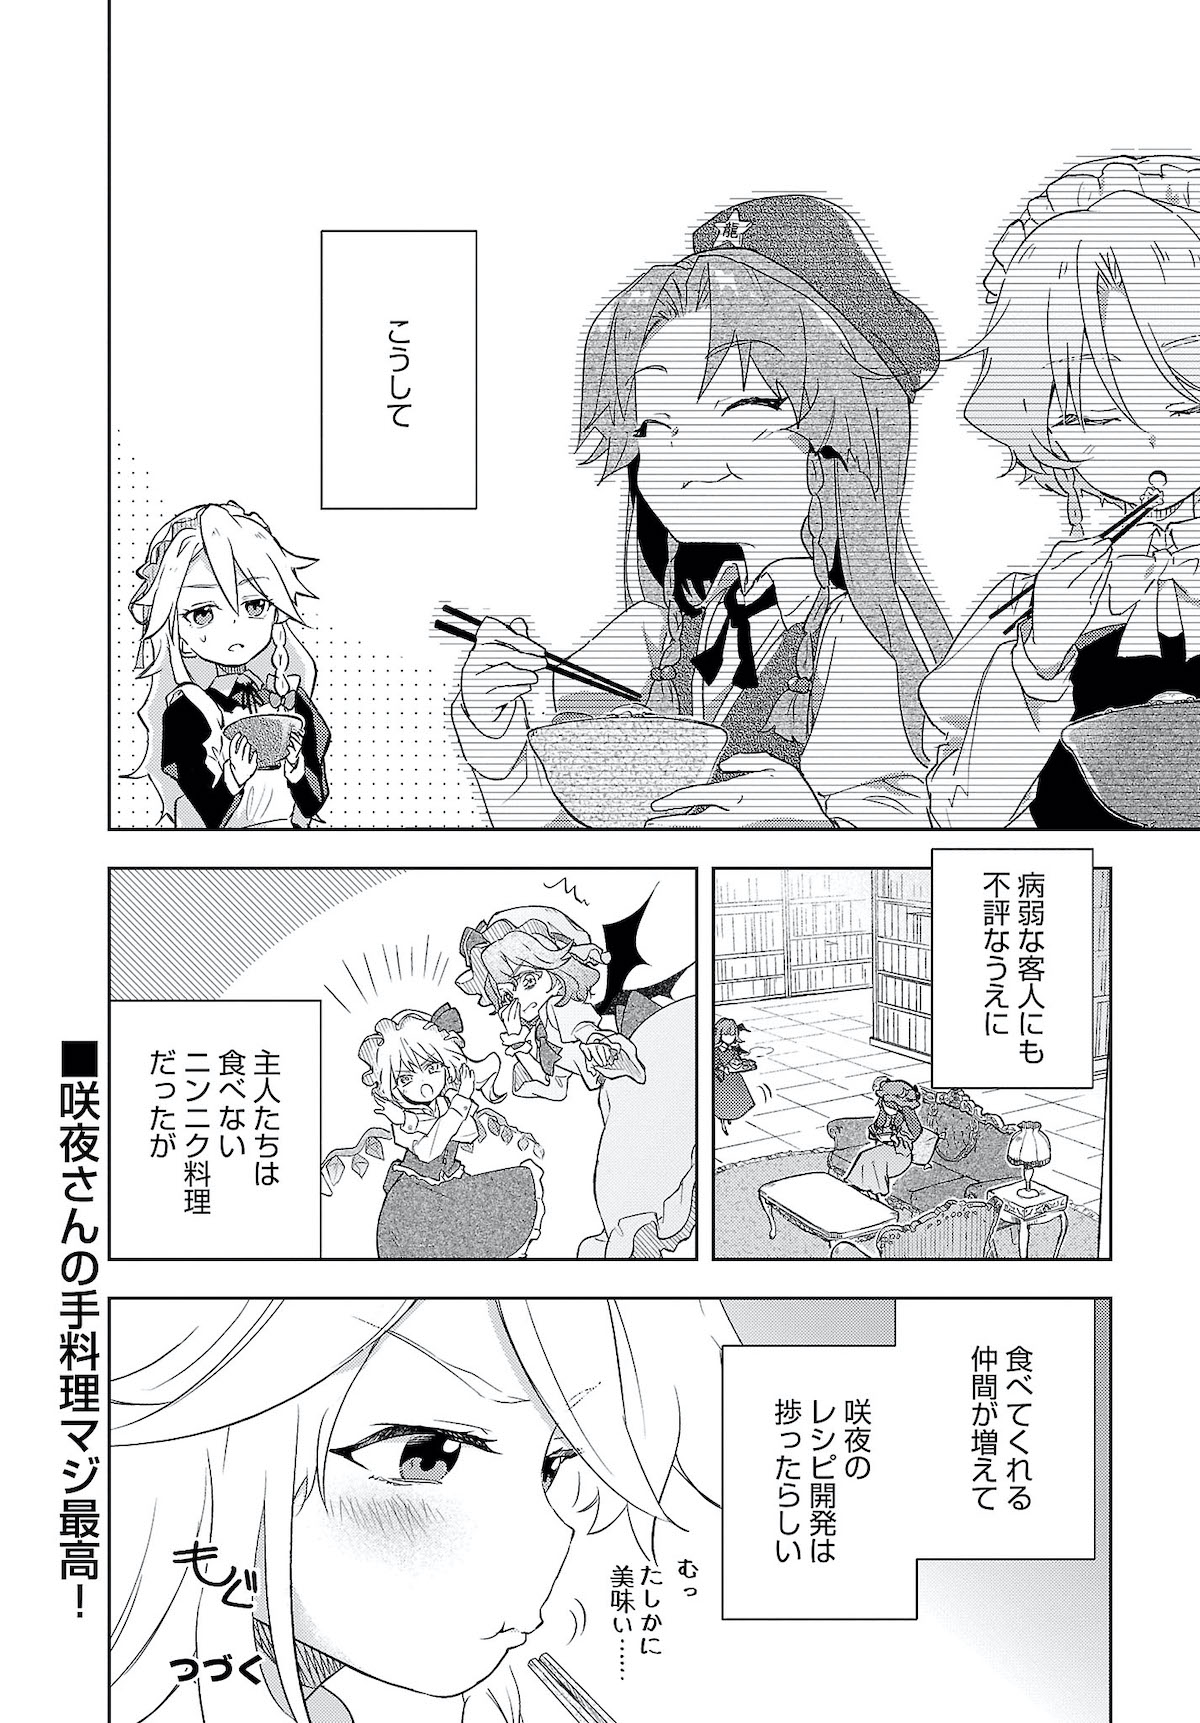 龍
こうして
病弱な客人にも
不評なうえに
主人たちは
食べない
ニンニク料理
だったが
食べてくれる
仲間が増えて
咲夜の
レシピ開発は
捗ったらしい
むっ
たしかに
美味い……
もぐ
つづく
■咲夜さんの手料理マジ最高！